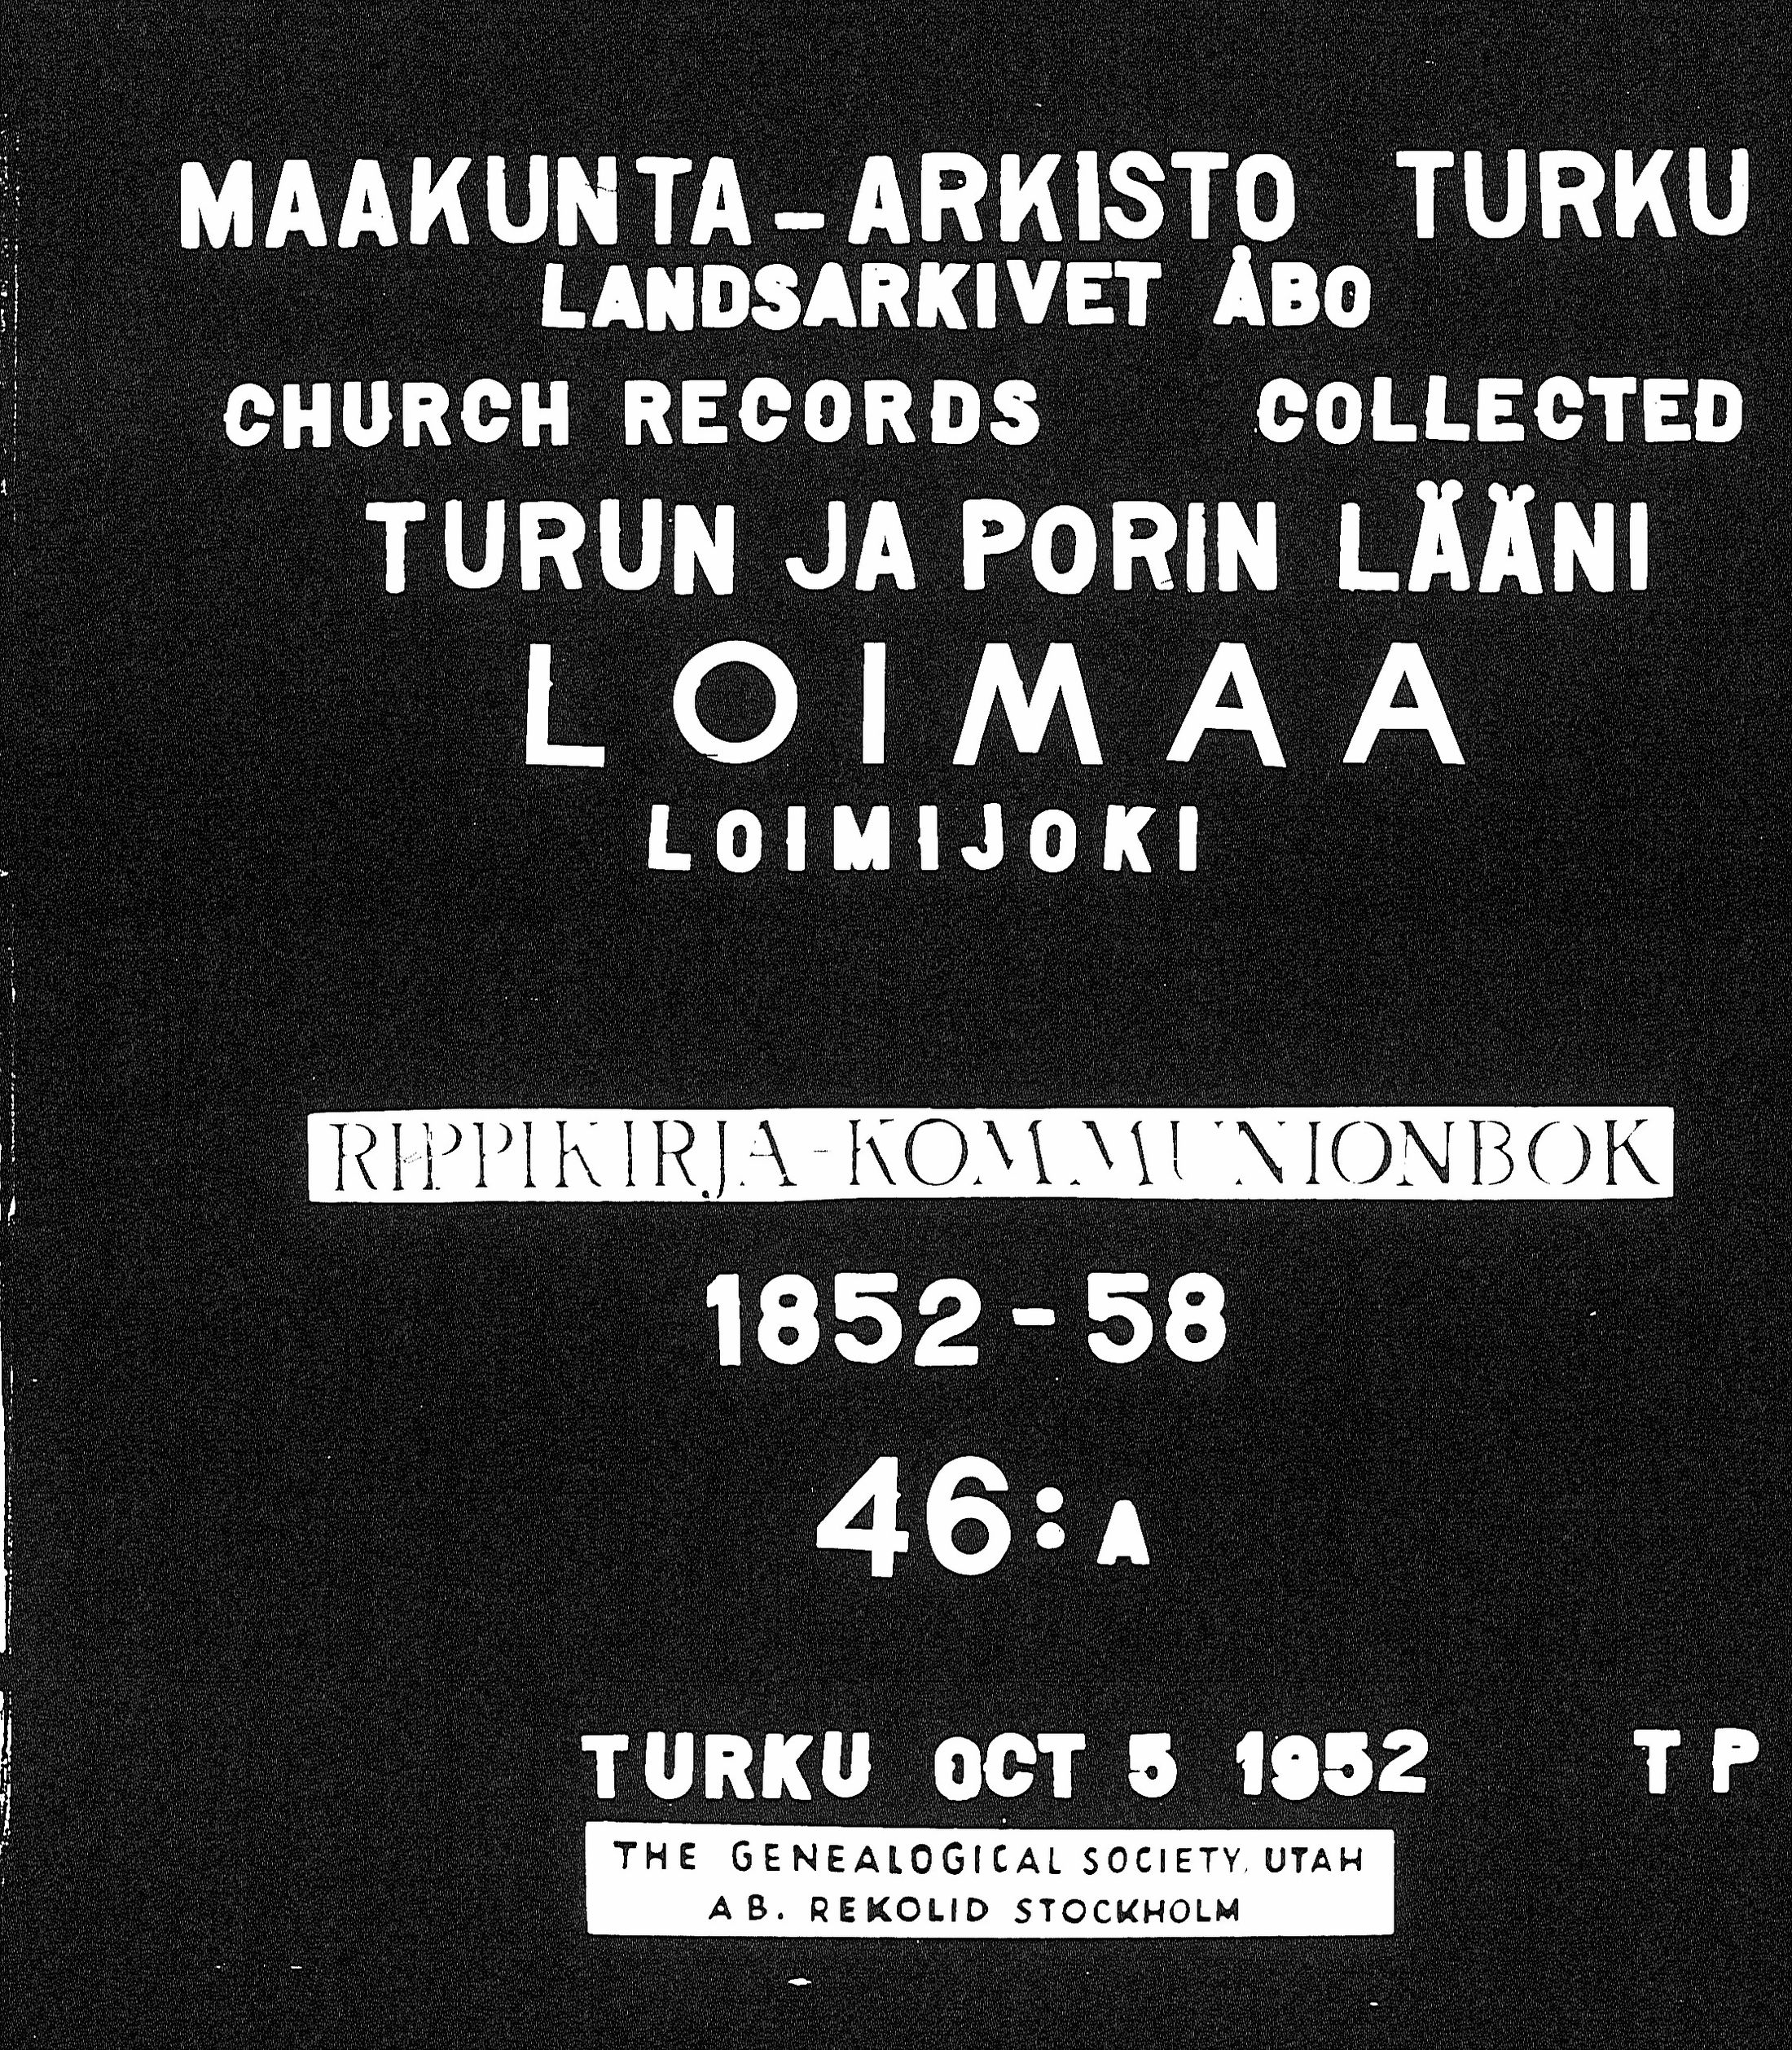 MAAKUNTA-ARKISTO TURKU
LANDSARKIVET ÅBO
CHURCH RECORDS COLLECTED
TURUN JA PORIN LÄÄNI
LOIMAA
LOIMIJOKI
RIPPIKIRJA-KOMMUNIONBOK
1852-58
46:A
TURKU OCT 5 1952 T P
THE GENEALOGICAL SOCIETY, UTAH
AB. REKOLID STOCKHOLM